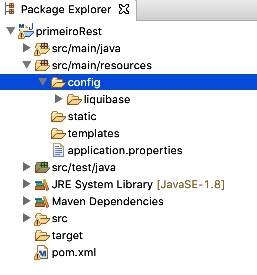 Package Explorer
primeiroRest
src/main/java
src/main/resources
config
liquibase
static
templates
application.properties
src/test/java
JRE System Library [JavaSE-1.8]
Maven Dependencies
src
target
pom.xml